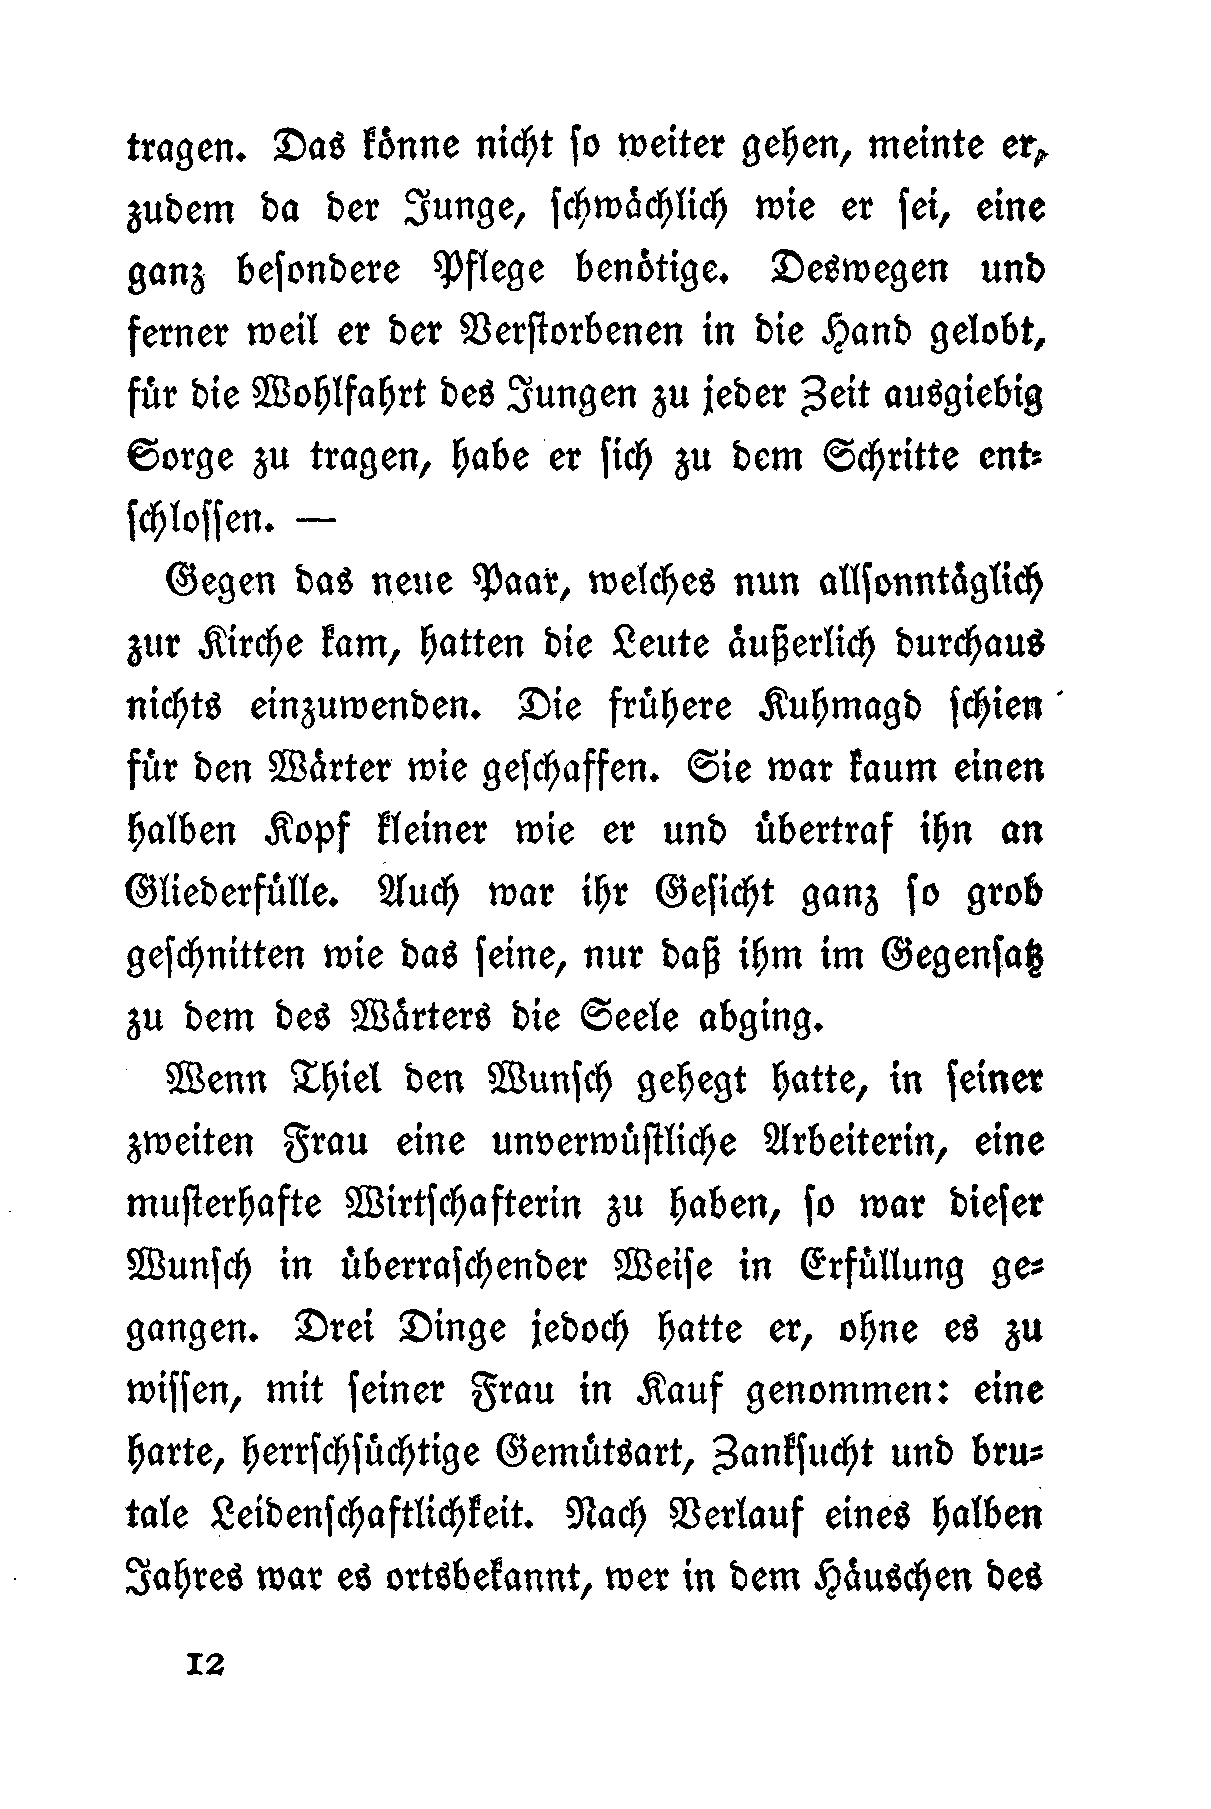 tragen. Das könne nicht so weiter gehen, meinte er,
zudem da der Junge, schwächlich wie er sei, eine
ganz besondere Pflege benötige. Deswegen und
ferner weil er der Verstorbenen in die Hand gelobt,
für die Wohlfahrt des Jungen zu jeder Zeit ausgiebig
Sorge zu tragen, habe er sich zu dem Schritte ent-
schlossen. —
Gegen das neue Paar, welches nun allsonntäglich
zur Kirche kam, hatten die Leute äußerlich durchaus
nichts einzuwenden. Die frühere Kuhmagd schien
für den Wärter wie geschaffen. Sie war kaum einen
halben Kopf kleiner wie er und übertraf ihn an
Gliederfülle. Auch war ihr Gesicht ganz so grob
geschnitten wie das seine, nur daß ihm im Gegensatz
zu dem des Wärters die Seele abging.
Wenn Thiel den Wunsch gehegt hatte, in seiner
zweiten Frau eine unverwüstliche Arbeiterin, eine
musterhafte Wirtschafterin zu haben, so war dieser
Wunsch in überraschender Weise in Erfüllung ge-
gangen. Drei Dinge jedoch hatte er, ohne es zu
wissen, mit seiner Frau in Kauf genommen: eine
harte, herrschsüchtige Gemütsart, Zanksucht und bru-
tale Leidenschaftlichkeit. Nach Verlauf eines halben
Jahres war es ortsbekannt, wer in dem Häuschen des
12